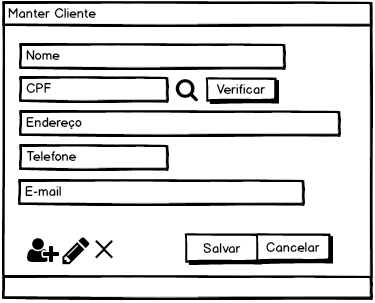 Manter Cliente
Nome
CPF
Verificar
Endereço
Telefone
E-mail
Salvar
Cancelar